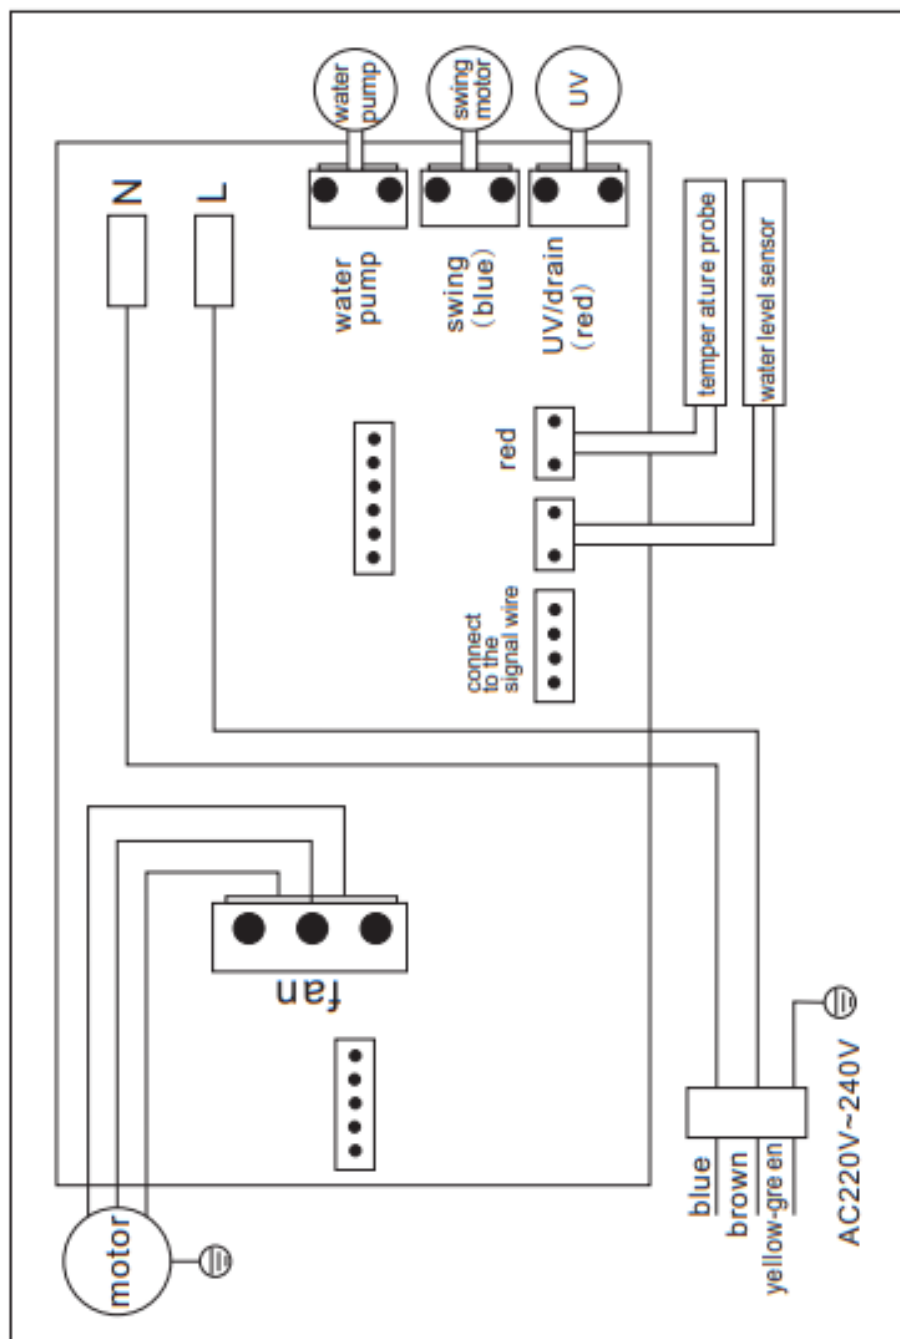 water
pump
swing
motor
UV
N
L
water
pump
swing
(blue)
UV/drain
(red)
temper ature probe
water level sensor
red
connect
to the
signal wire
fan
motor
blue
brown
yellow-gre en
AC220V~240V